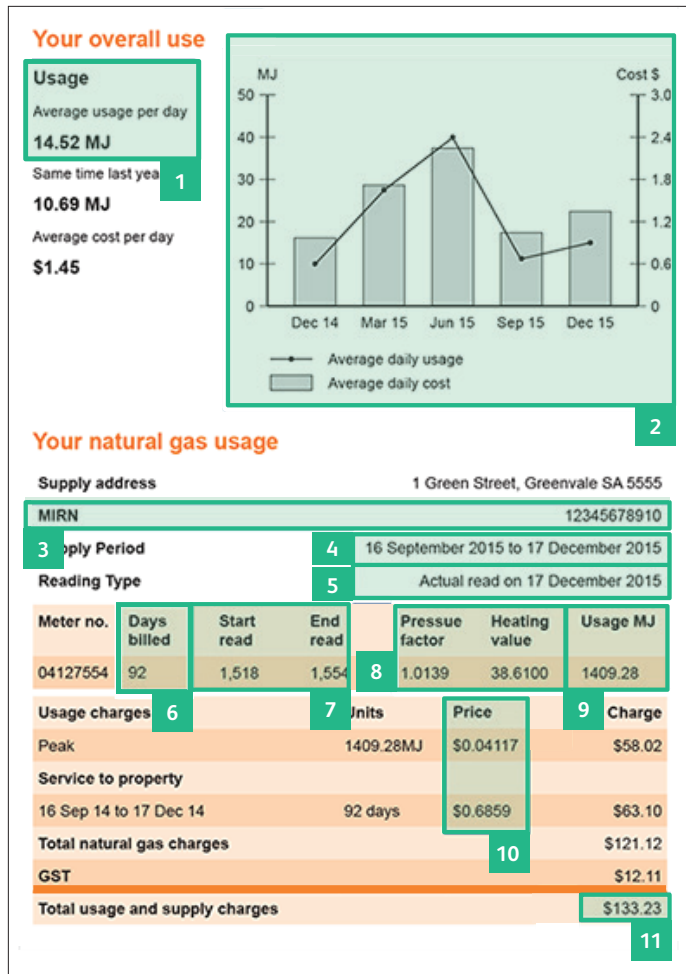 Your overall use
Usage
Average usage per day
14.52 MJ
1
Same time last yea
10.69 MJ
Average cost per day
$1.45
MJ
Cost $
50
40
30
20
10
0
3.0
2.4
1.8
1.2
0.6
0
Dec 14 Mar 15 Jun 15 Sep 15 Dec 15
Average daily usage
Average daily cost
2
Your natural gas usage
Supply address 1 Green Street, Greenvale SA 5555
MIRN 12345678910
3 pply Period 4 16 September 2015 to 17 December 2015
Reading Type 5 Actual read on 17 December 2015
Meter no. Days billed Start read End read Pressue factor Heating value Usage MJ
04127554 92 1,518 1,554 8 1.0139 38.6100 1409.28
Usage charges 6 7 Units Price 9 Charge
Peak 1409.28MJ $0.04117 $58.02
Service to property
16 Sep 14 to 17 Dec 14 92 days $0.6859 $63.10
Total natural gas charges 10 $121.12
GST $12.11
Total usage and supply charges $133.23
11